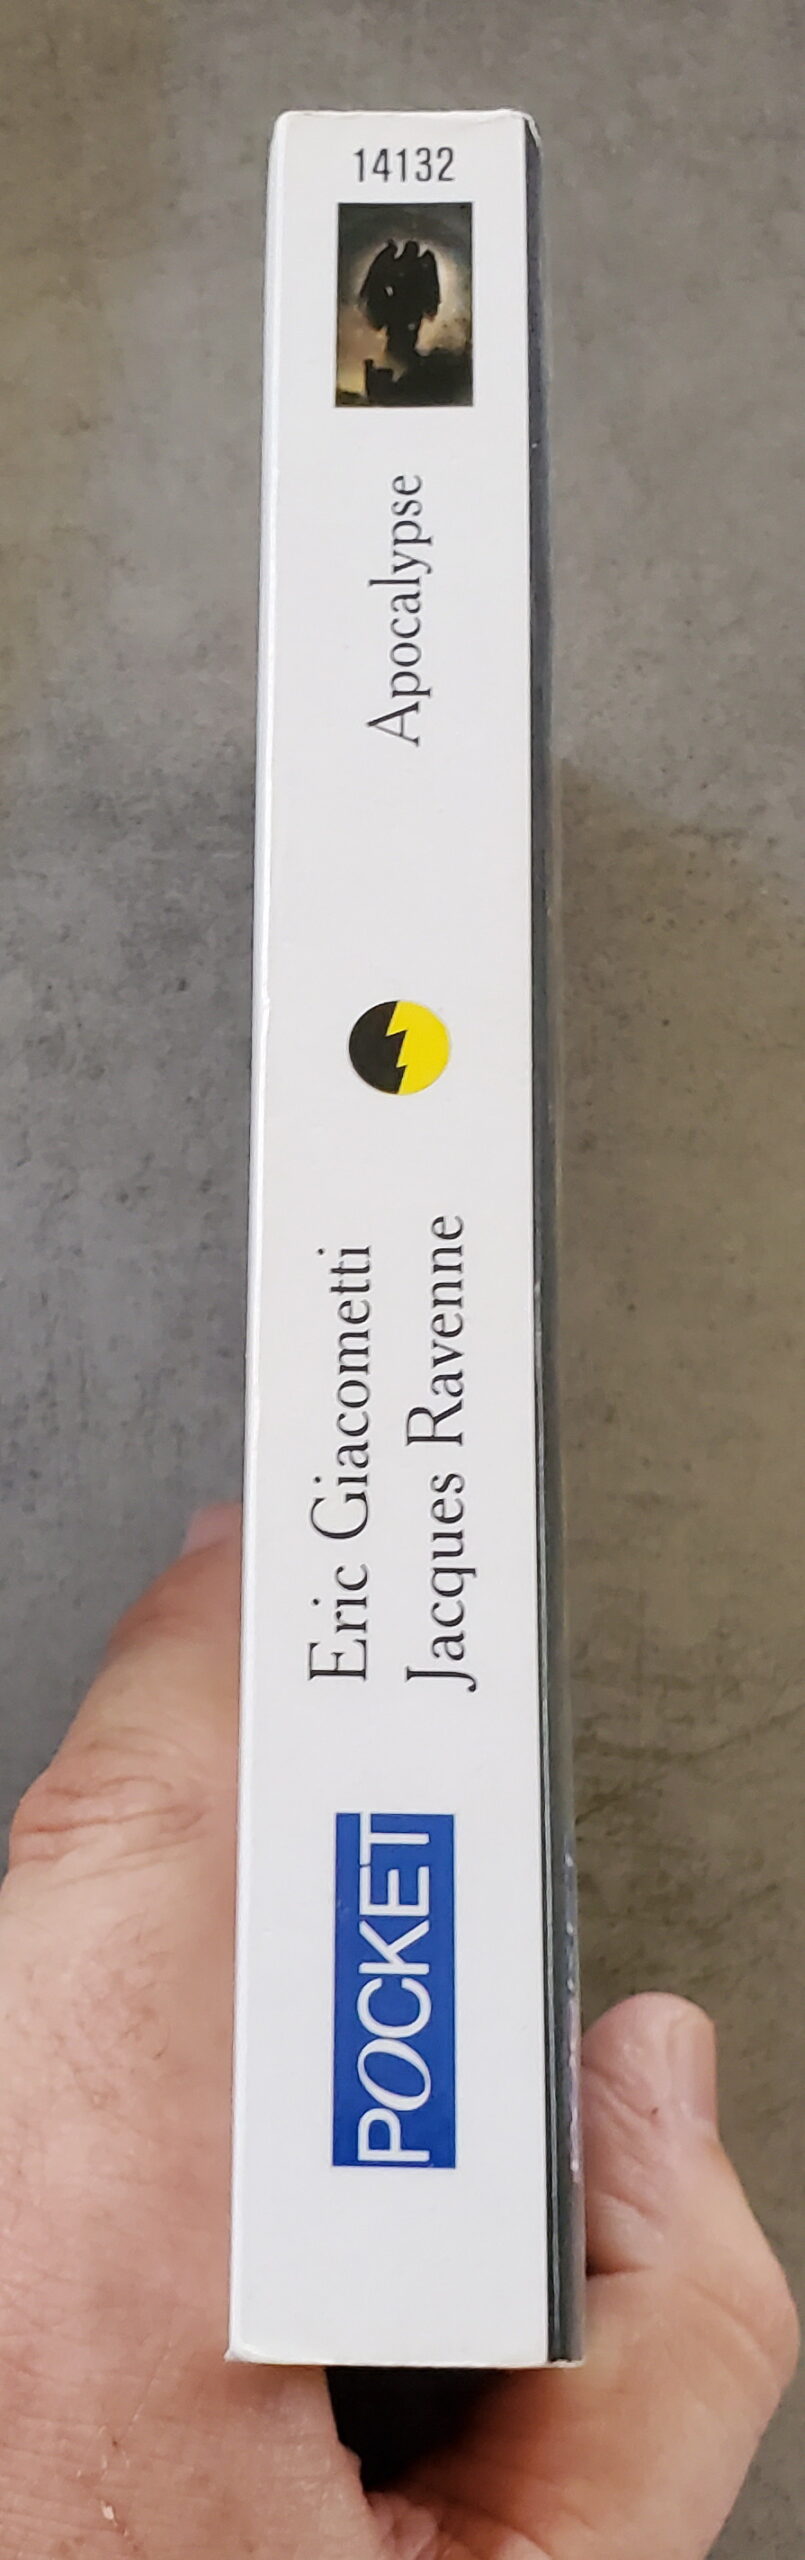 14132
Apocalypse
Eric Giacometti
Jacques Ravenne
POCKET